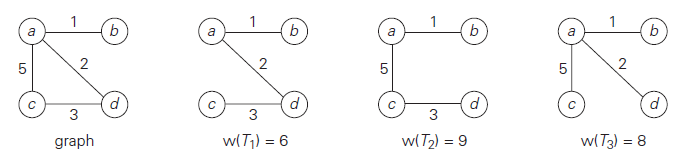 a 1 b
5 2
c 3 d
graph
a 1 b
2
c 3 d
w(T1) = 6
a 1 b
5
c 3 d
w(T2) = 9
a 1 b
5 2
c d
w(T3) = 8